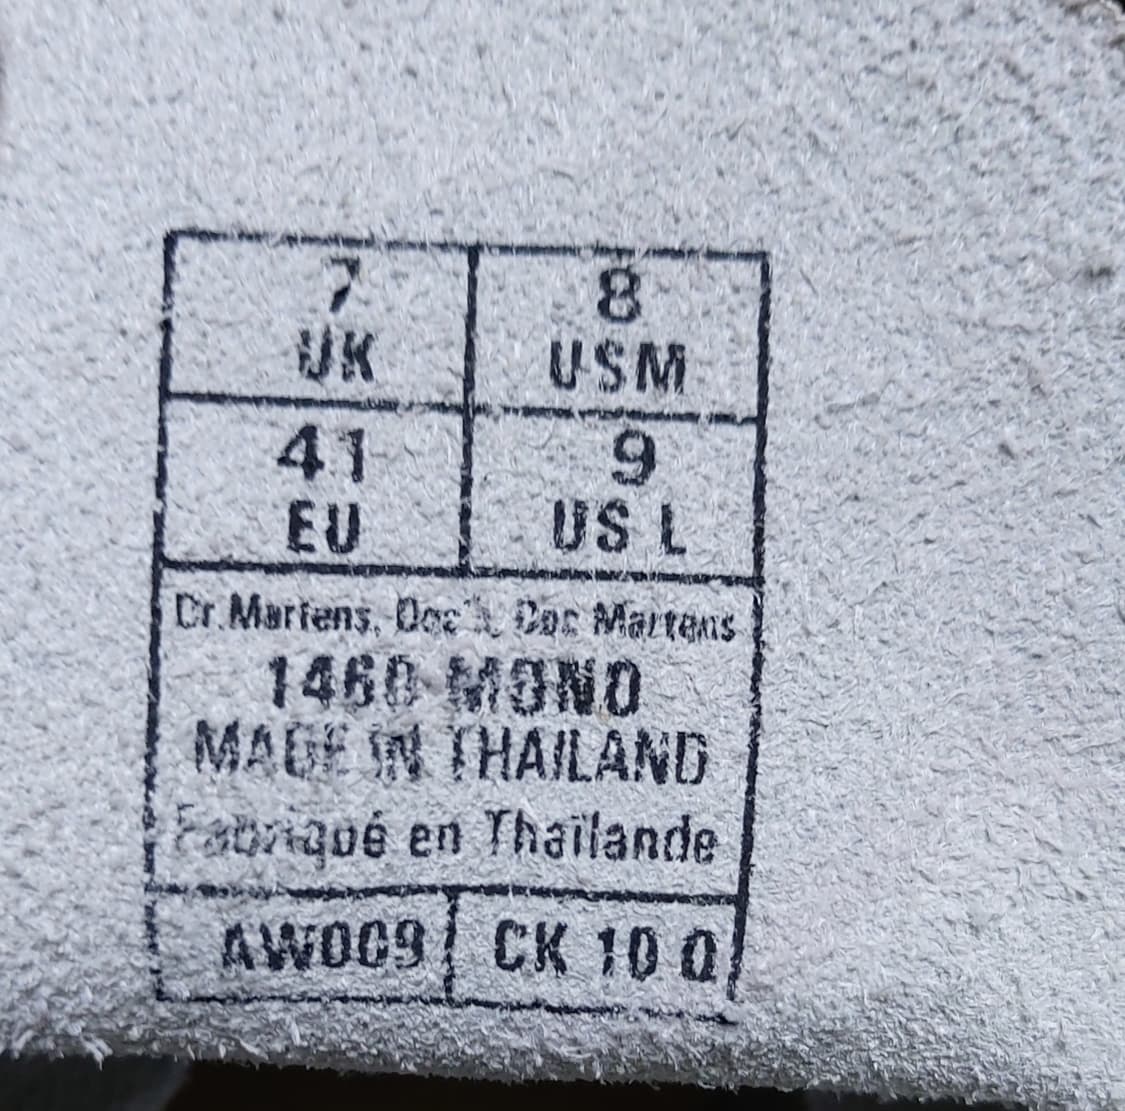 7 8
UK USM
41 9
EU US L
Dr.Martens, Doc's, Doc Martens
1460 MONO
MADE IN THAILAND
Fabriqué en Thaïlande
AW009 CK 10 0